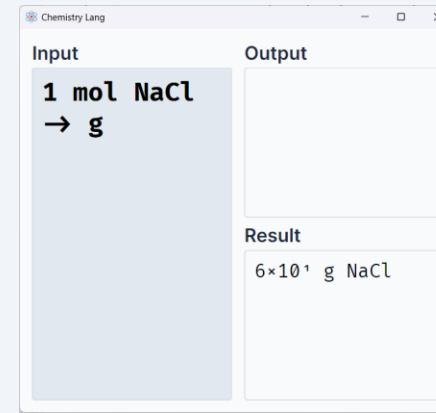 Chemistry Lang
Input
1 mol NaCl
→ g
Output
Result
6×10¹ g NaCl